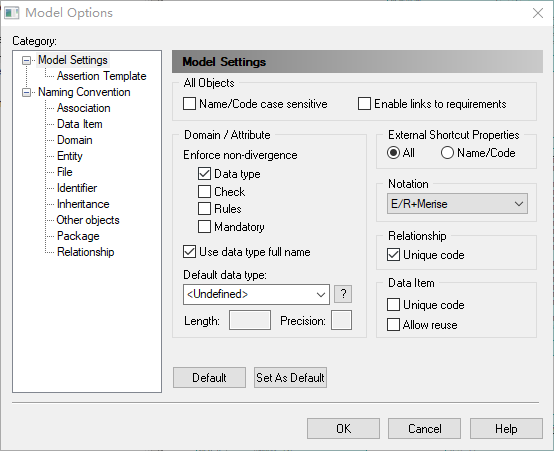 Model Options
Category:
Model Settings
Assertion Template
Naming Convention
Association
Data Item
Domain
Entity
File
Identifier
Inheritance
Other objects
Package
Relationship
Model Settings
All Objects
Name/Code case sensitive
Enable links to requirements
Domain / Attribute
Enforce non-divergence
Data type
Check
Rules
Mandatory
Use data type full name
Default data type:
<Undefined>
?
Length:
Precision:
External Shortcut Properties
All
Name/Code
Notation
E/R+Merise
Relationship
Unique code
Data Item
Unique code
Allow reuse
Default
Set As Default
OK
Cancel
Help